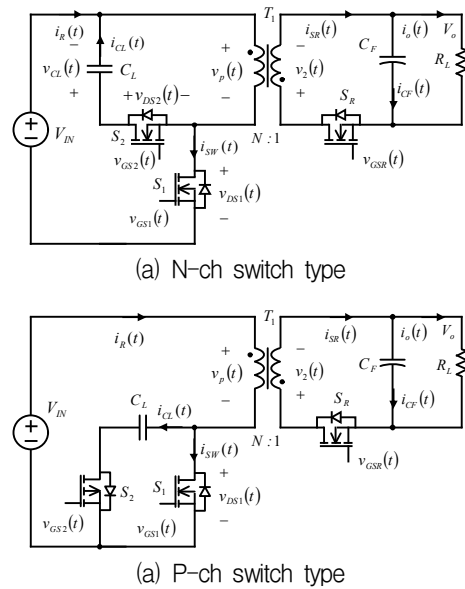 i_R(t)
i_CL(t)
T_1
i_SR(t)
i_o(t)
V_o
−
v_CL(t)
C_L
+
+
v_p(t)
−
−
v_2(t)
+
C_F
R_L
i_CF(t)
+v_DS2(t)−
S_2
v_GS2(t)
i_SW(t)
N:1
S_R
v_GSR(t)
V_IN
S_1
v_GS1(t)
+
v_DS1(t)
−
(a) N-ch switch type
i_R(t)
T_1
i_SR(t)
i_o(t)
V_o
+
v_p(t)
−
−
v_2(t)
+
C_F
R_L
i_CF(t)
V_IN
C_L
i_CL(t)
i_SW(t)
N:1
S_R
v_GSR(t)
S_2
v_GS2(t)
S_1
v_GS1(t)
+
v_DS1(t)
−
(a) P-ch switch type